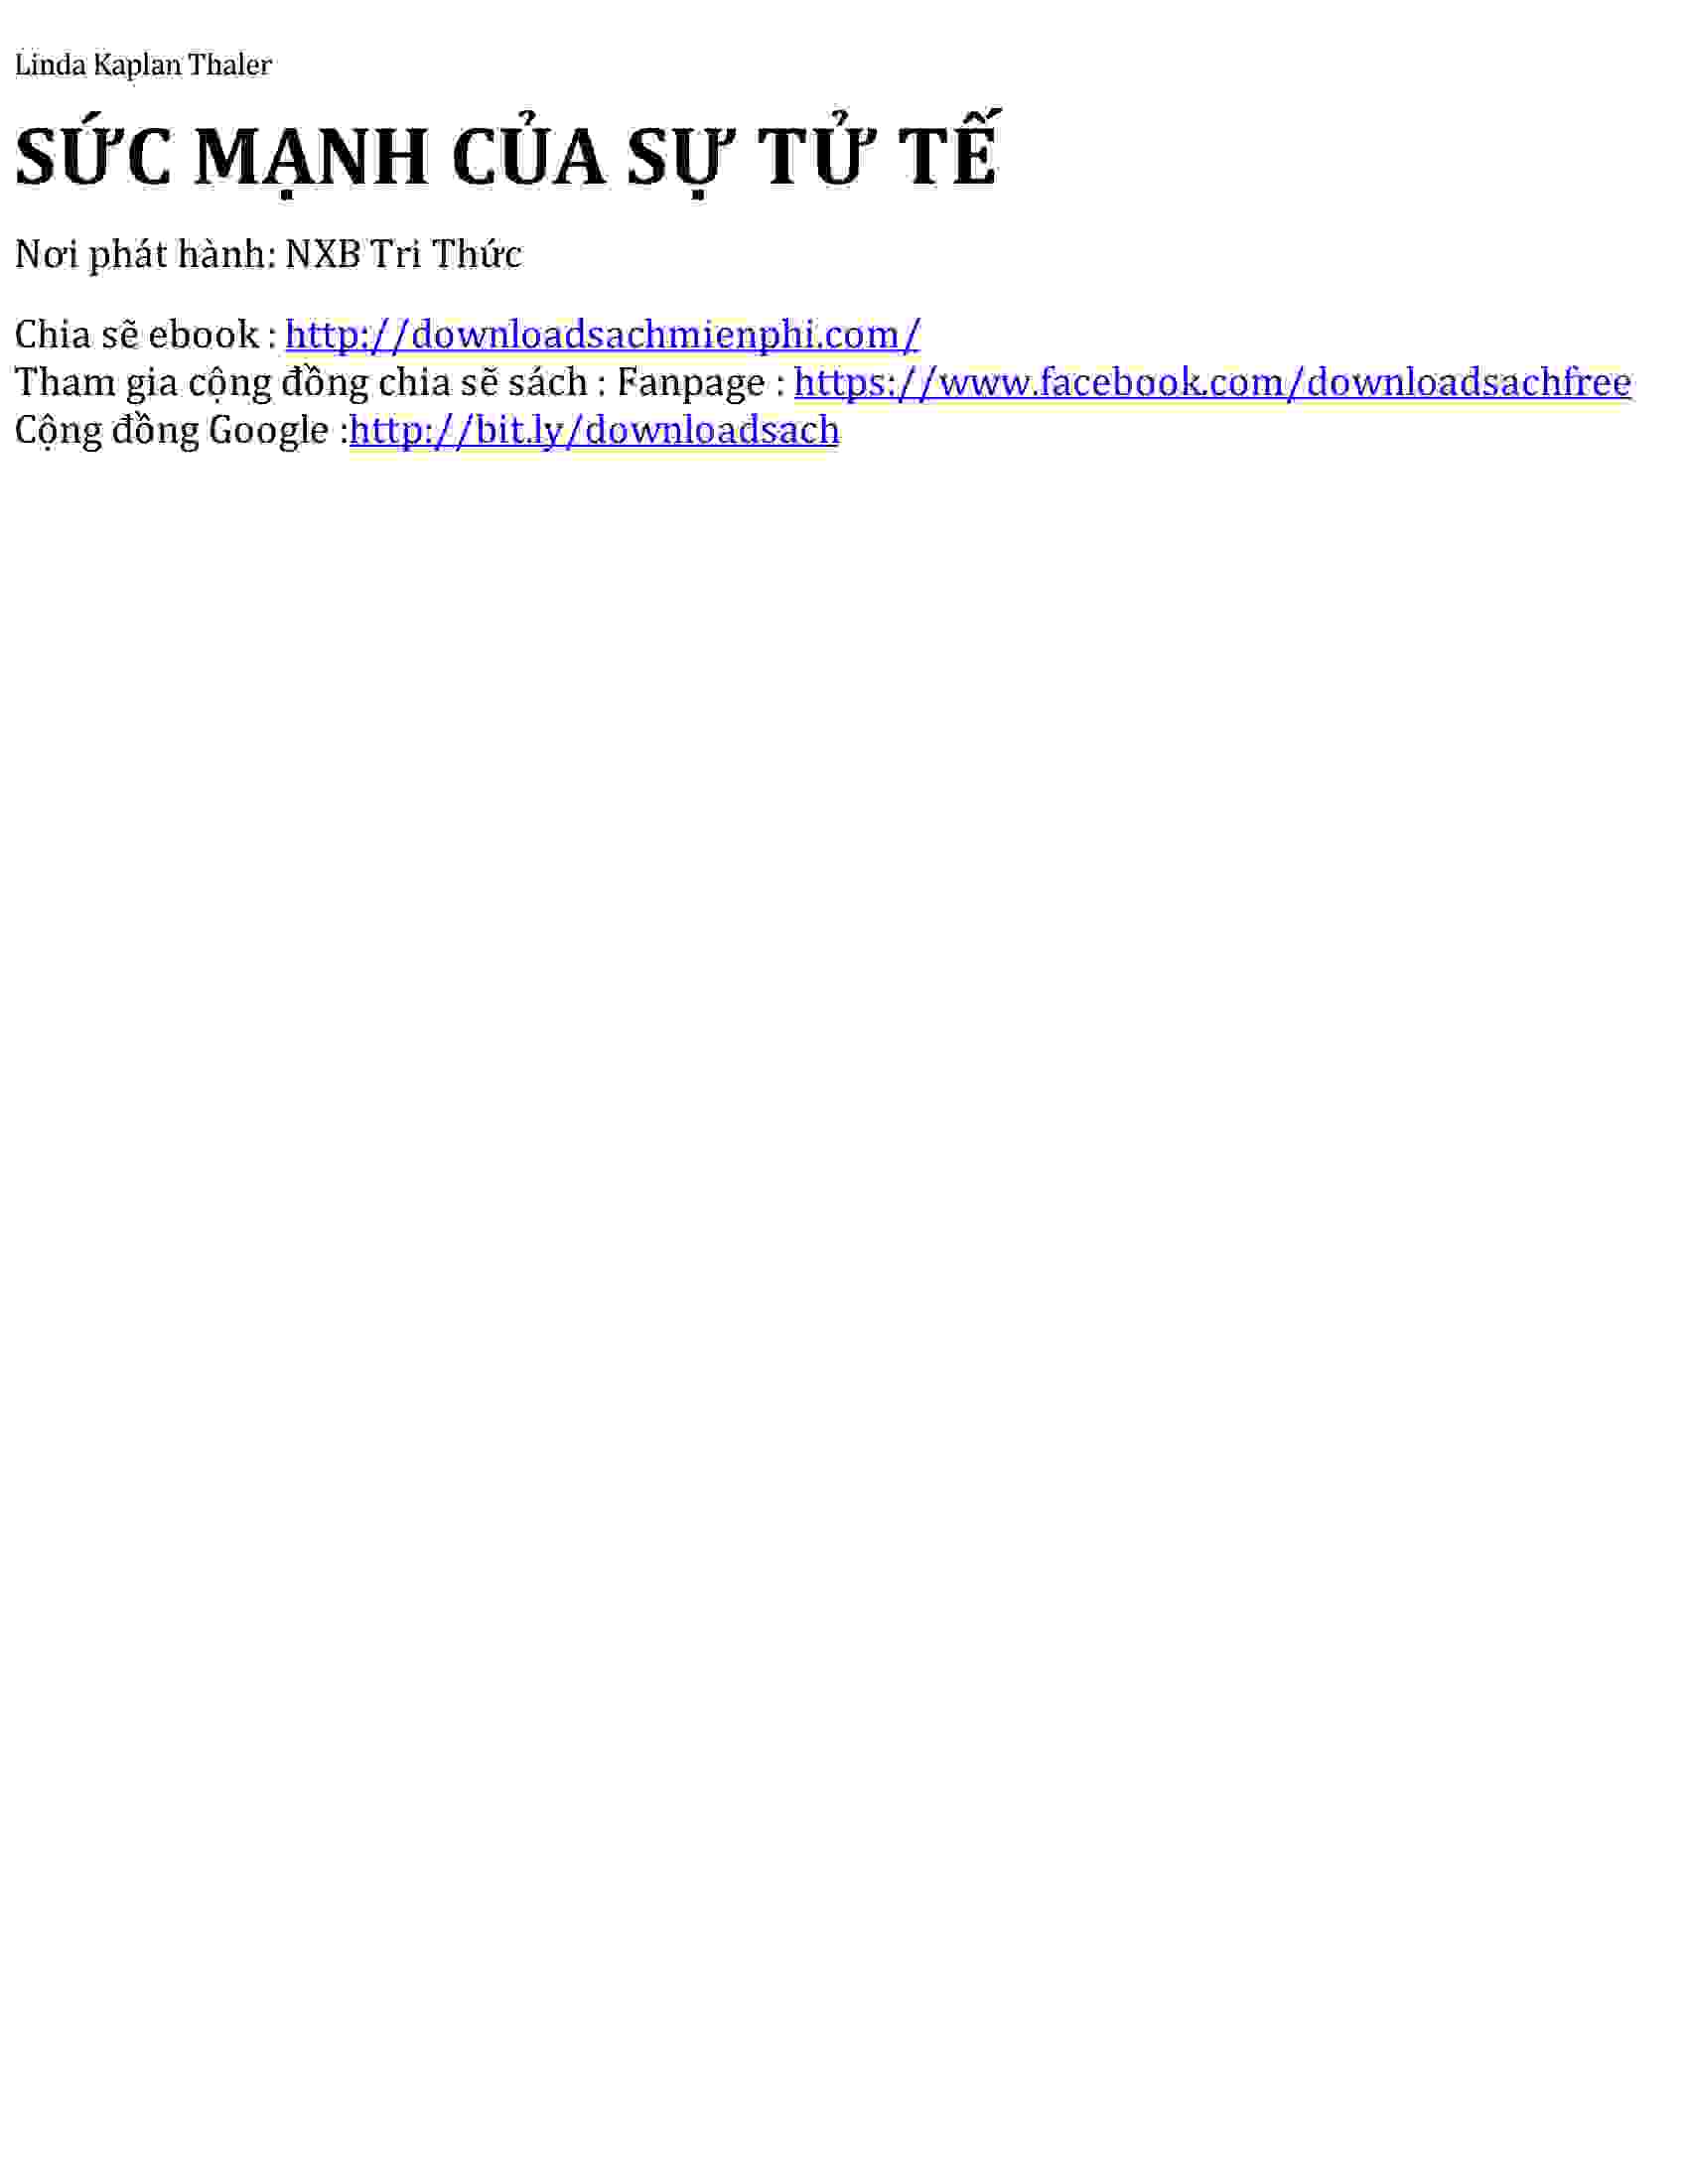 Linda Kaplan Thaler
SỨC MẠNH CỦA SỰ TỬ TẾ
Nơi phát hành: NXB Tri Thức
Chia sẽ ebook : http://downloadsachmienphi.com/
Tham gia cộng đồng chia sẽ sách : Fanpage : https://www.facebook.com/downloadsachfree
Cộng đồng Google :http://bit.ly/downloadsach